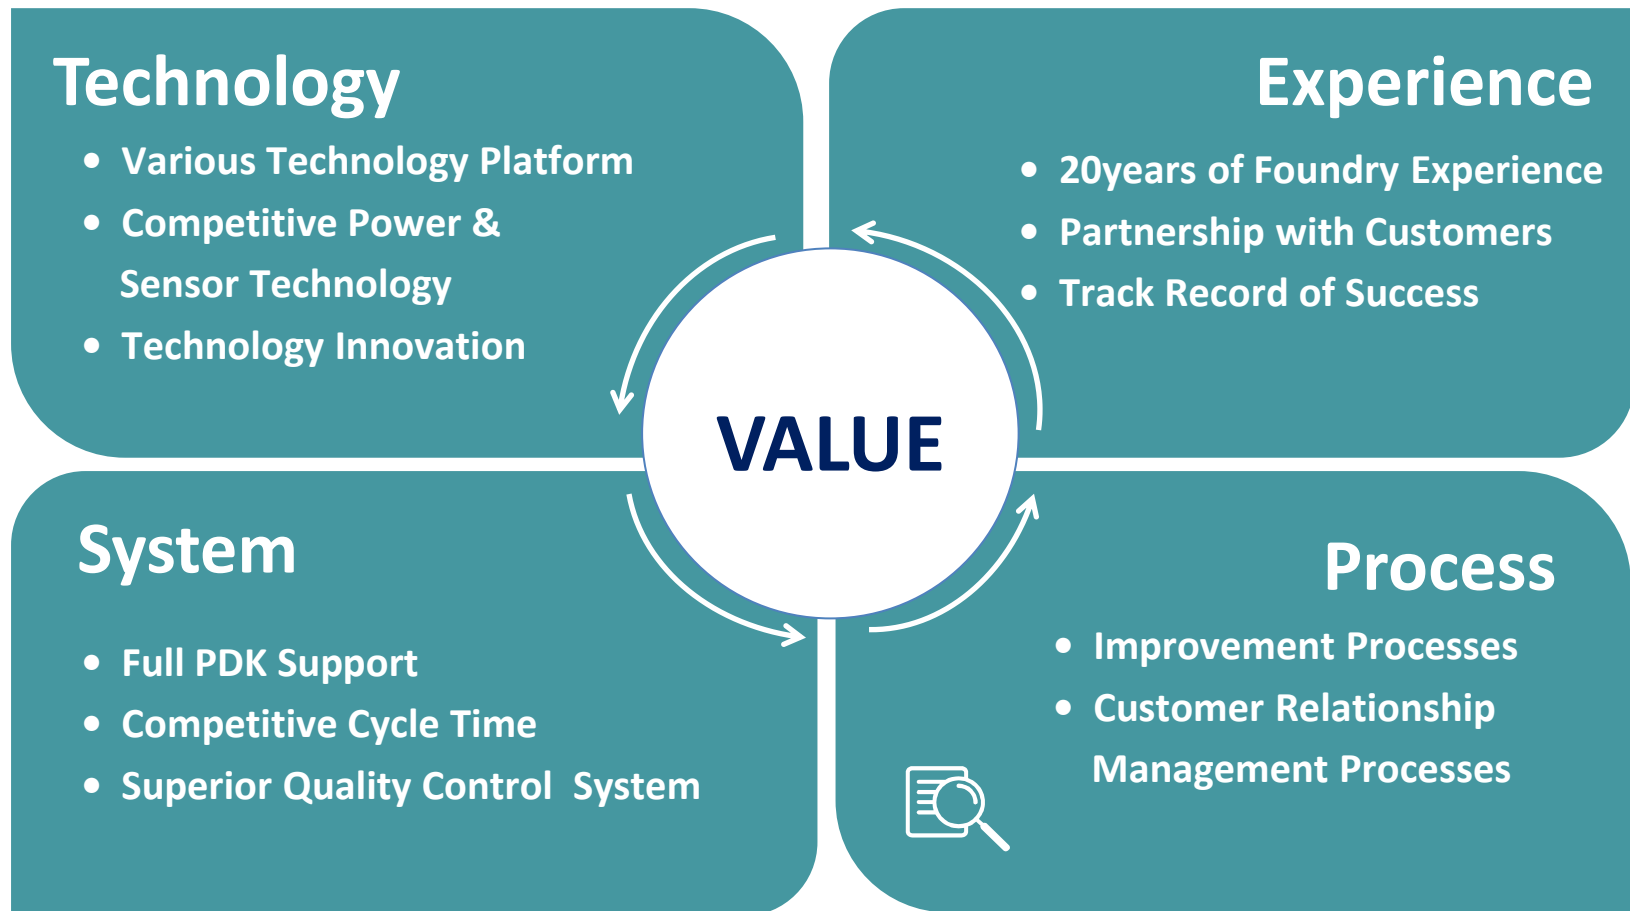 Technology
• Various Technology Platform
• Competitive Power &
Sensor Technology
• Technology Innovation
Experience
• 20years of Foundry Experience
• Partnership with Customers
• Track Record of Success
VALUE
System
• Full PDK Support
• Competitive Cycle Time
• Superior Quality Control  System
Process
• Improvement Processes
• Customer Relationship
Management Processes